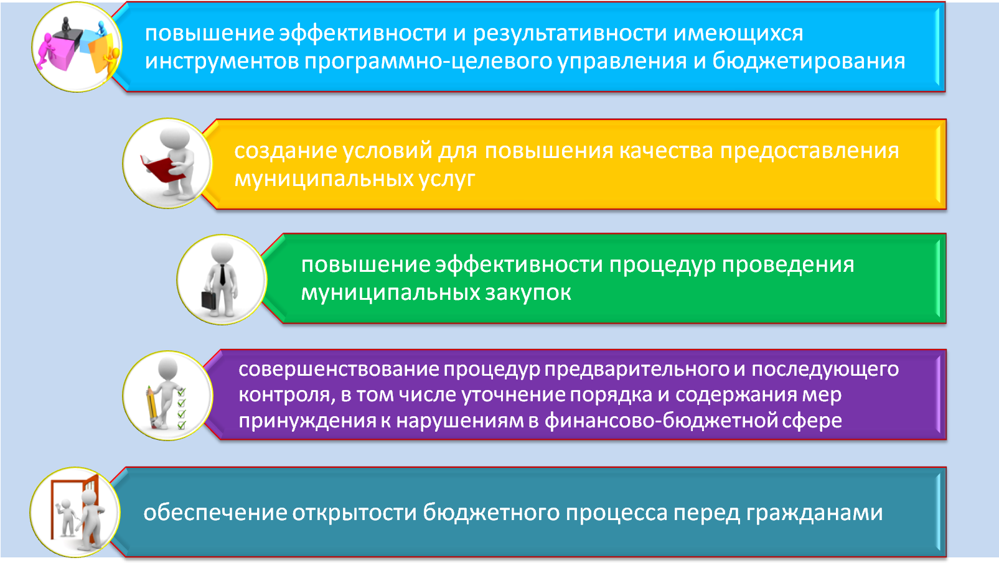 повышение эффективности и результативности имеющихся
инструментов программно-целевого управления и бюджетирования
создание условий для повышения качества предоставления
муниципальных услуг
повышение эффективности процедур проведения
муниципальных закупок
совершенствование процедур предварительного и последующего
контроля, в том числе уточнение порядка и содержания мер
принуждения к нарушениям в финансово-бюджетной сфере
обеспечение открытости бюджетного процесса перед гражданами